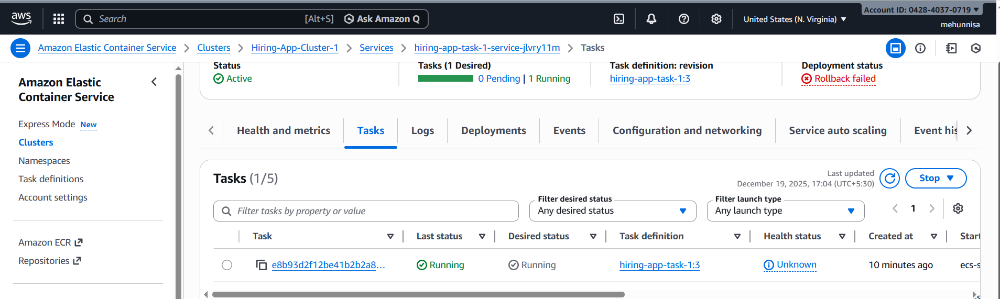 aws
Search [Alt+S] Ask Amazon Q United States (N. Virginia) Account ID: 0428-4037-0719
mehunnisa
Amazon Elastic Container Service Clusters Hiring-App-Cluster-1 Services hiring-app-task-1-service-jlvry11m Tasks
Amazon Elastic
Container Service
Express Mode New
Clusters
Namespaces
Task definitions
Account settings
Amazon ECR
Repositories
Status
Active
Tasks (1 Desired)
0 Pending | 1 Running
Task definition: revision
hiring-app-task-1:3
Deployment status
Rollback failed
Health and metrics Tasks Logs Deployments Events Configuration and networking Service auto scaling Event his
Tasks (1/5)
Last updated
December 19, 2025, 17:04 (UTC+5:30)
Stop
Filter tasks by property or value
Filter desired status
Any desired status
Filter launch type
Any launch type
1
Task Last status Desired status Task definition Health status Created at Start
e8b93d2f12be41b2b2a8... Running Running hiring-app-task-1:3 Unknown 10 minutes ago ecs-s